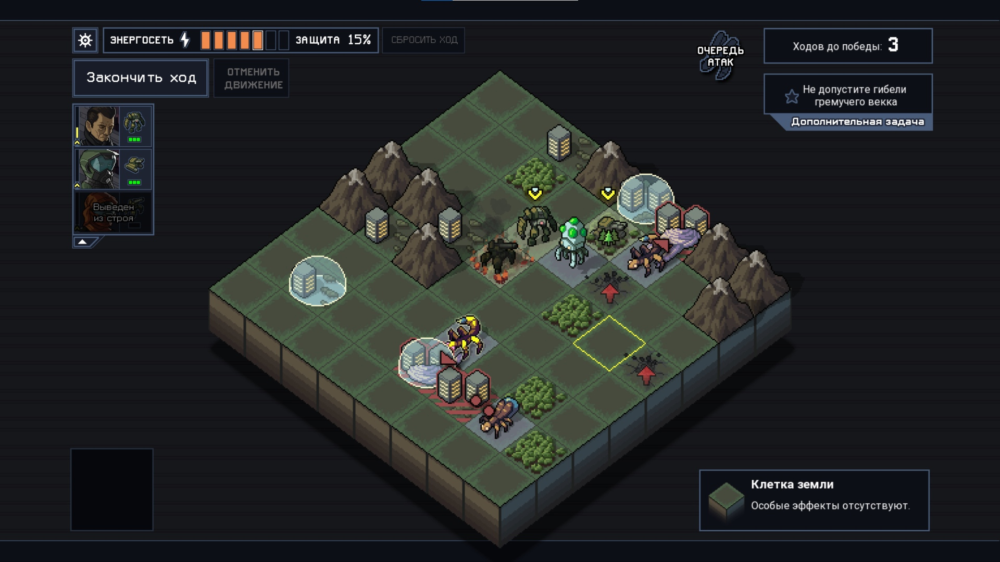 ЭНЕРГОСЕТЬ
ЗАЩИТА 15%
СБРОСИТЬ ХОД
Закончить ход
ОТМЕНИТЬ
ДВИЖЕНИЕ
Выведен
из строя
ОЧЕРЕДЬ
АТАК
Ходов до победы: 3
Не допустите гибели
гремучего векка
Дополнительная задача
Клетка земли
Особые эффекты отсутствуют.